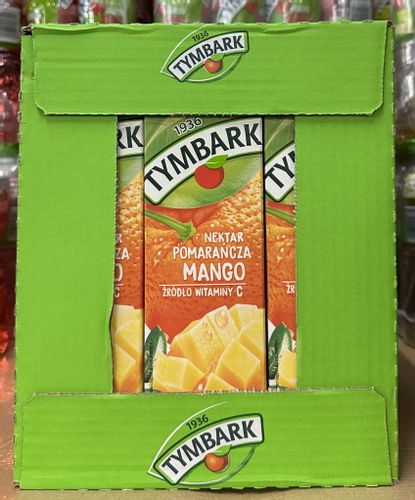 1936
TYMBARK
1936
TYMBARK
NEKTAR
POMARAŃCZA
MANGO
ŹRÓDŁO WITAMINY C
1936
TYMBARK